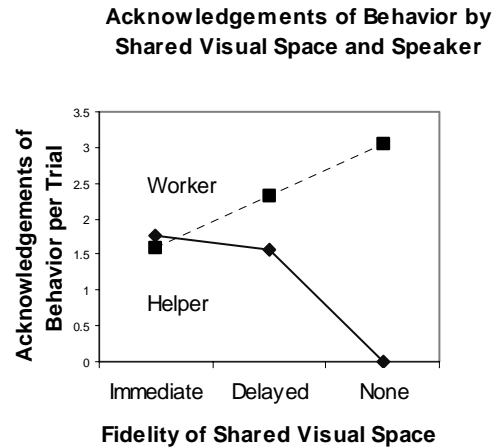 Acknowledgements of Behavior by
Shared Visual Space and Speaker
Acknowledgements of
Behavior per Trial
3.5
3
2.5
2
1.5
1
0.5
0
Worker
Helper
Immediate Delayed None
Fidelity of Shared Visual Space